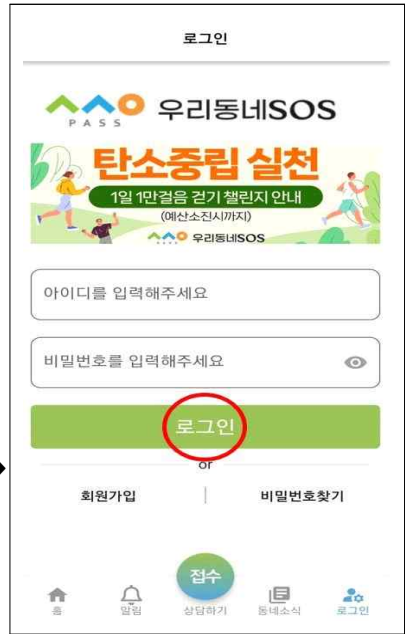 로그인
PASS 우리동네SOS
탄소중립 실천
1일 1만걸음 걷기 챌린지 안내
(예산소진시까지)
우리동네SOS
아이디를 입력해주세요
비밀번호를 입력해주세요
로그인
or
회원가입 | 비밀번호찾기
접수
홈 알림 상담하기 동네소식 로그인